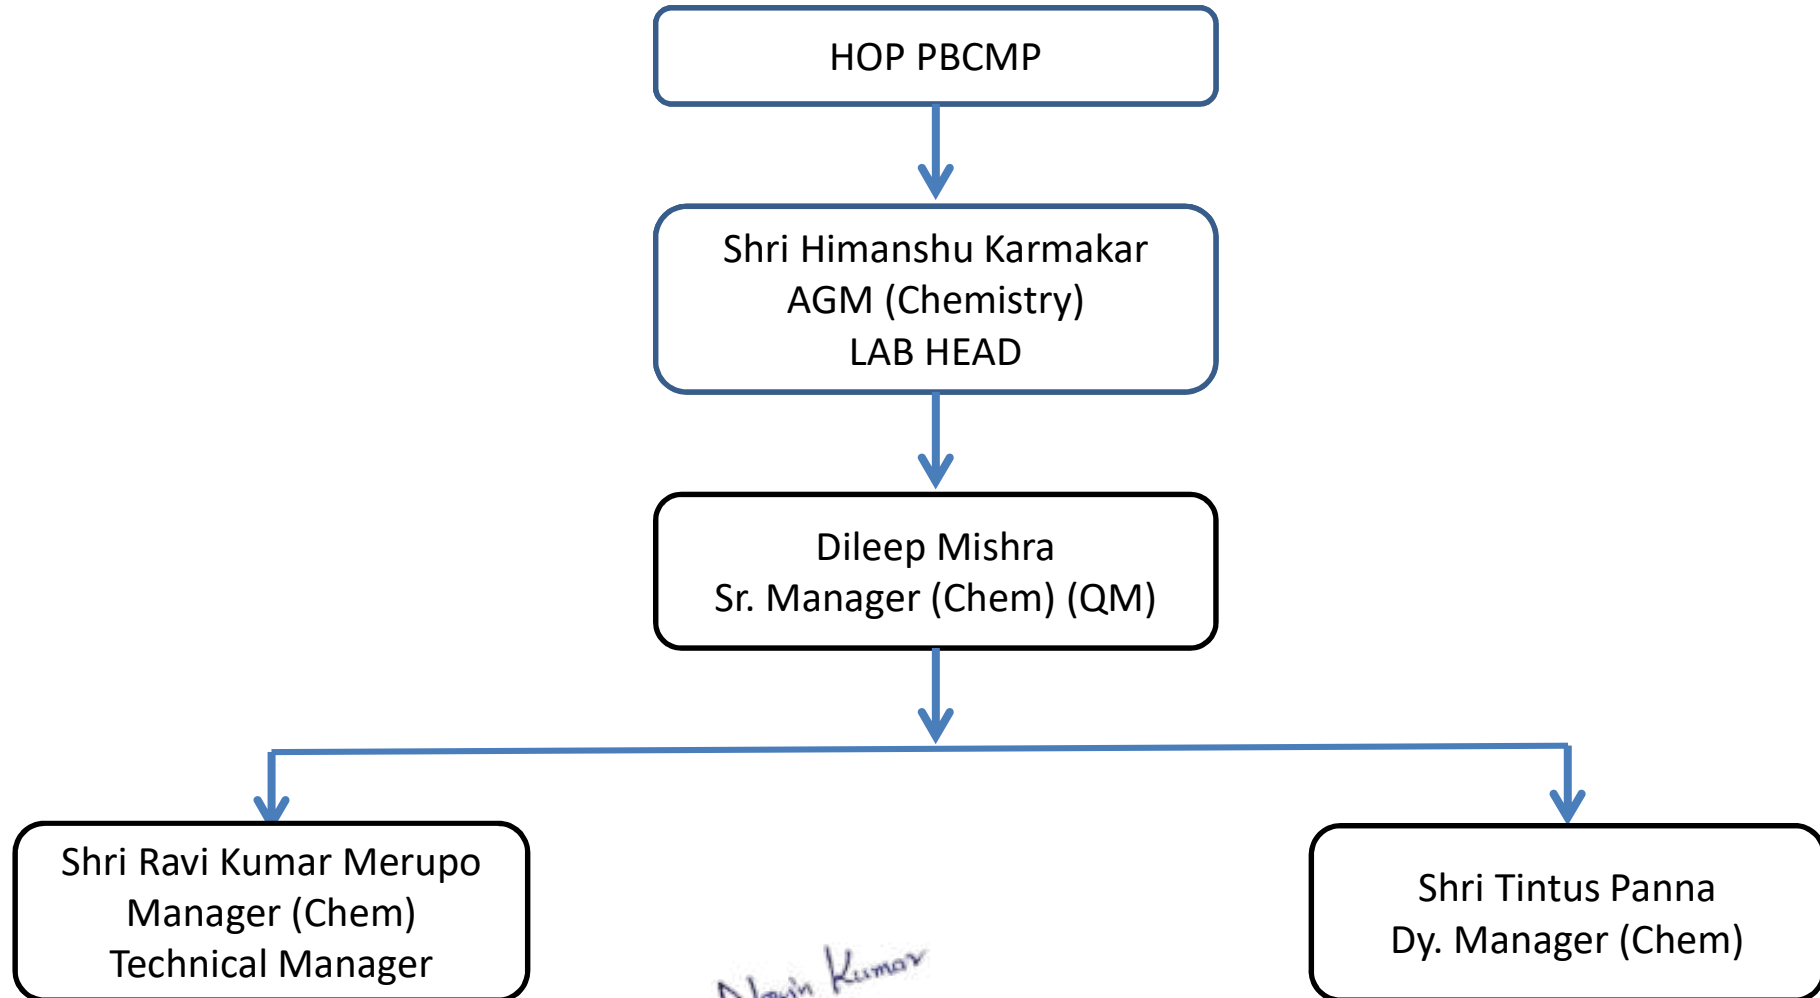 HOP PBCMP
Shri Himanshu Karmakar
AGM (Chemistry)
LAB HEAD
Dileep Mishra
Sr. Manager (Chem) (QM)
Shri Ravi Kumar Merupo
Manager (Chem)
Technical Manager
Shri Tintus Panna
Dy. Manager (Chem)
Kumar